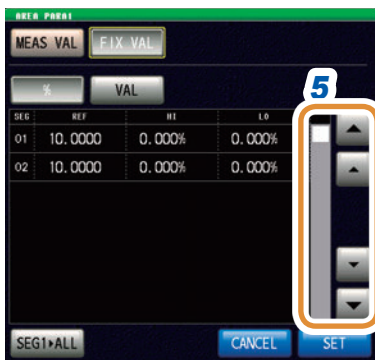 AREA PARA1
MEAS VAL FIX VAL
% VAL 5
SEG REF HI LO
01 10.0000 0.000% 0.000%
02 10.0000 0.000% 0.000%
SEG1▶ALL CANCEL SET